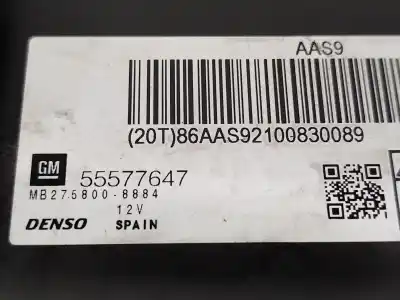 AAS9
(20T)86AAS92100830089
GM 55577647
MB275800-8884
12V
DENSO SPAIN